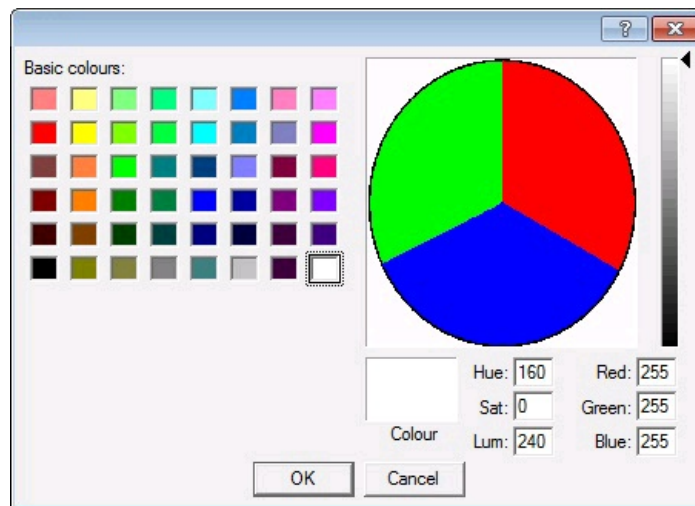 ?
Basic colours:
Hue: 160
Red: 255
Sat: 0
Green: 255
Colour
Lum: 240
Blue: 255
OK
Cancel